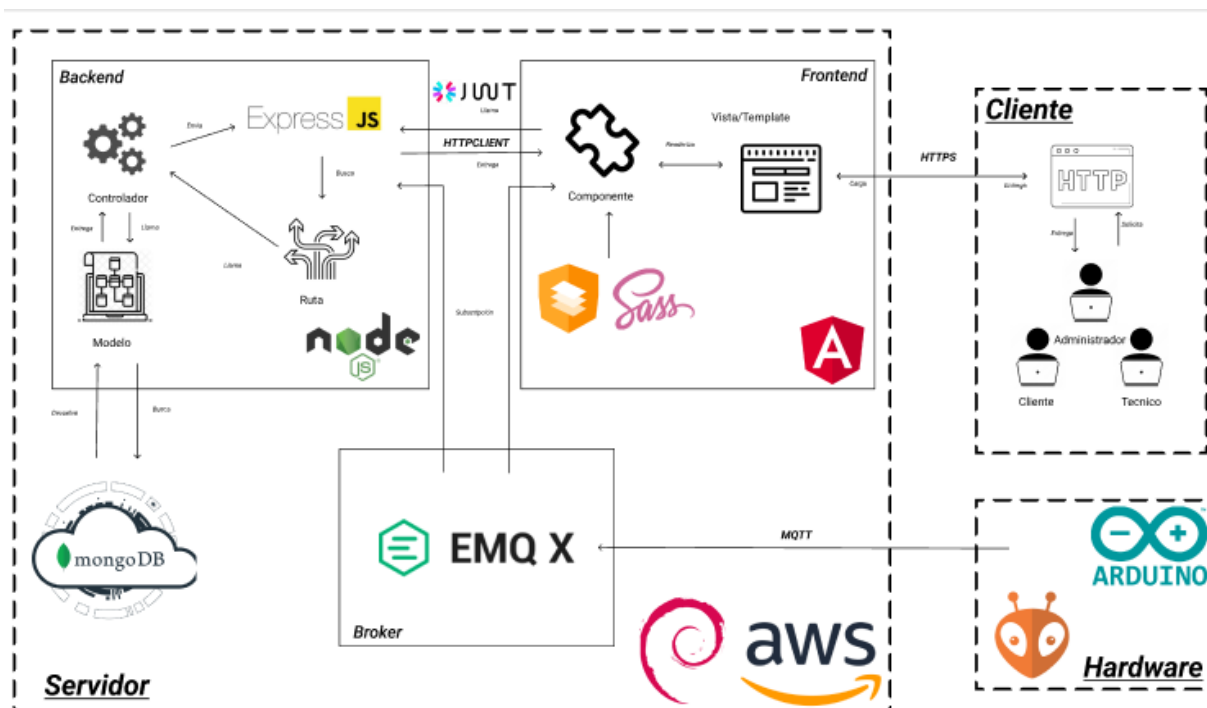 Backend
Envia
Express JS
Controlador
Entrega
Llama
Busca
Llama
Ruta
Modelo
node
JS
Devuelve
Busca
mongoDB
Servidor
JWT
Llama
HTTPCLIENT
Entrega
Subscripción
Frontend
Vista/Template
Renderiza
Componente
Carga
Sass
A
EMQ X
Broker
MQTT
aws
HTTPS
Cliente
HTTP
Entrega
Solicita
Administrador
Cliente
Tecnico
ARDUINO
Hardware